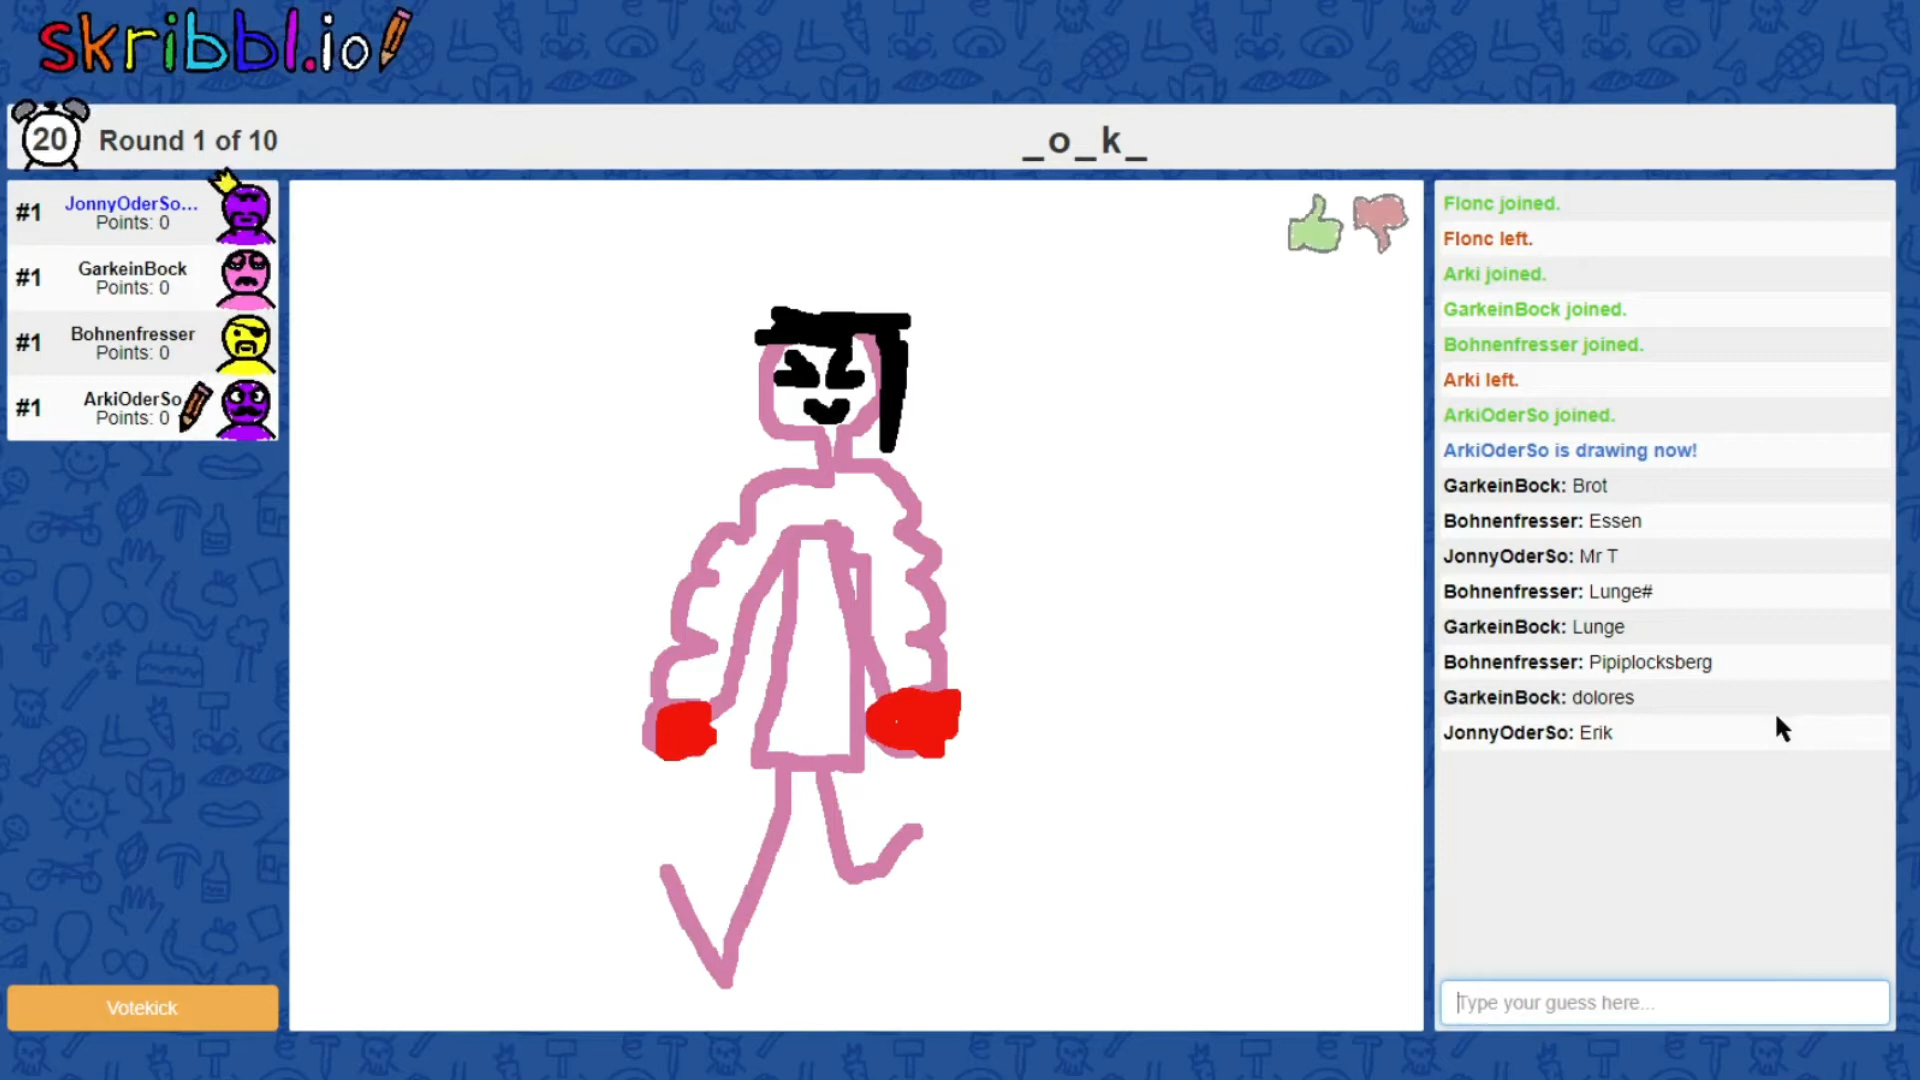 skribbl.io
20
Round 1 of 10
_o_k_
#1
JonnyOderSo...
Points: 0
#1
GarkeinBock
Points: 0
#1
Bohnenfresser
Points: 0
#1
ArkiOderSo
Points: 0
Votekick
Flonc joined.
Flonc left.
Arki joined.
GarkeinBock joined.
Bohnenfresser joined.
Arki left.
ArkiOderSo joined.
ArkiOderSo is drawing now!
GarkeinBock: Brot
Bohnenfresser: Essen
JonnyOderSo: Mr T
Bohnenfresser: Lunge#
GarkeinBock: Lunge
Bohnenfresser: Pipiplocksberg
GarkeinBock: dolores
JonnyOderSo: Erik
Type your guess here...